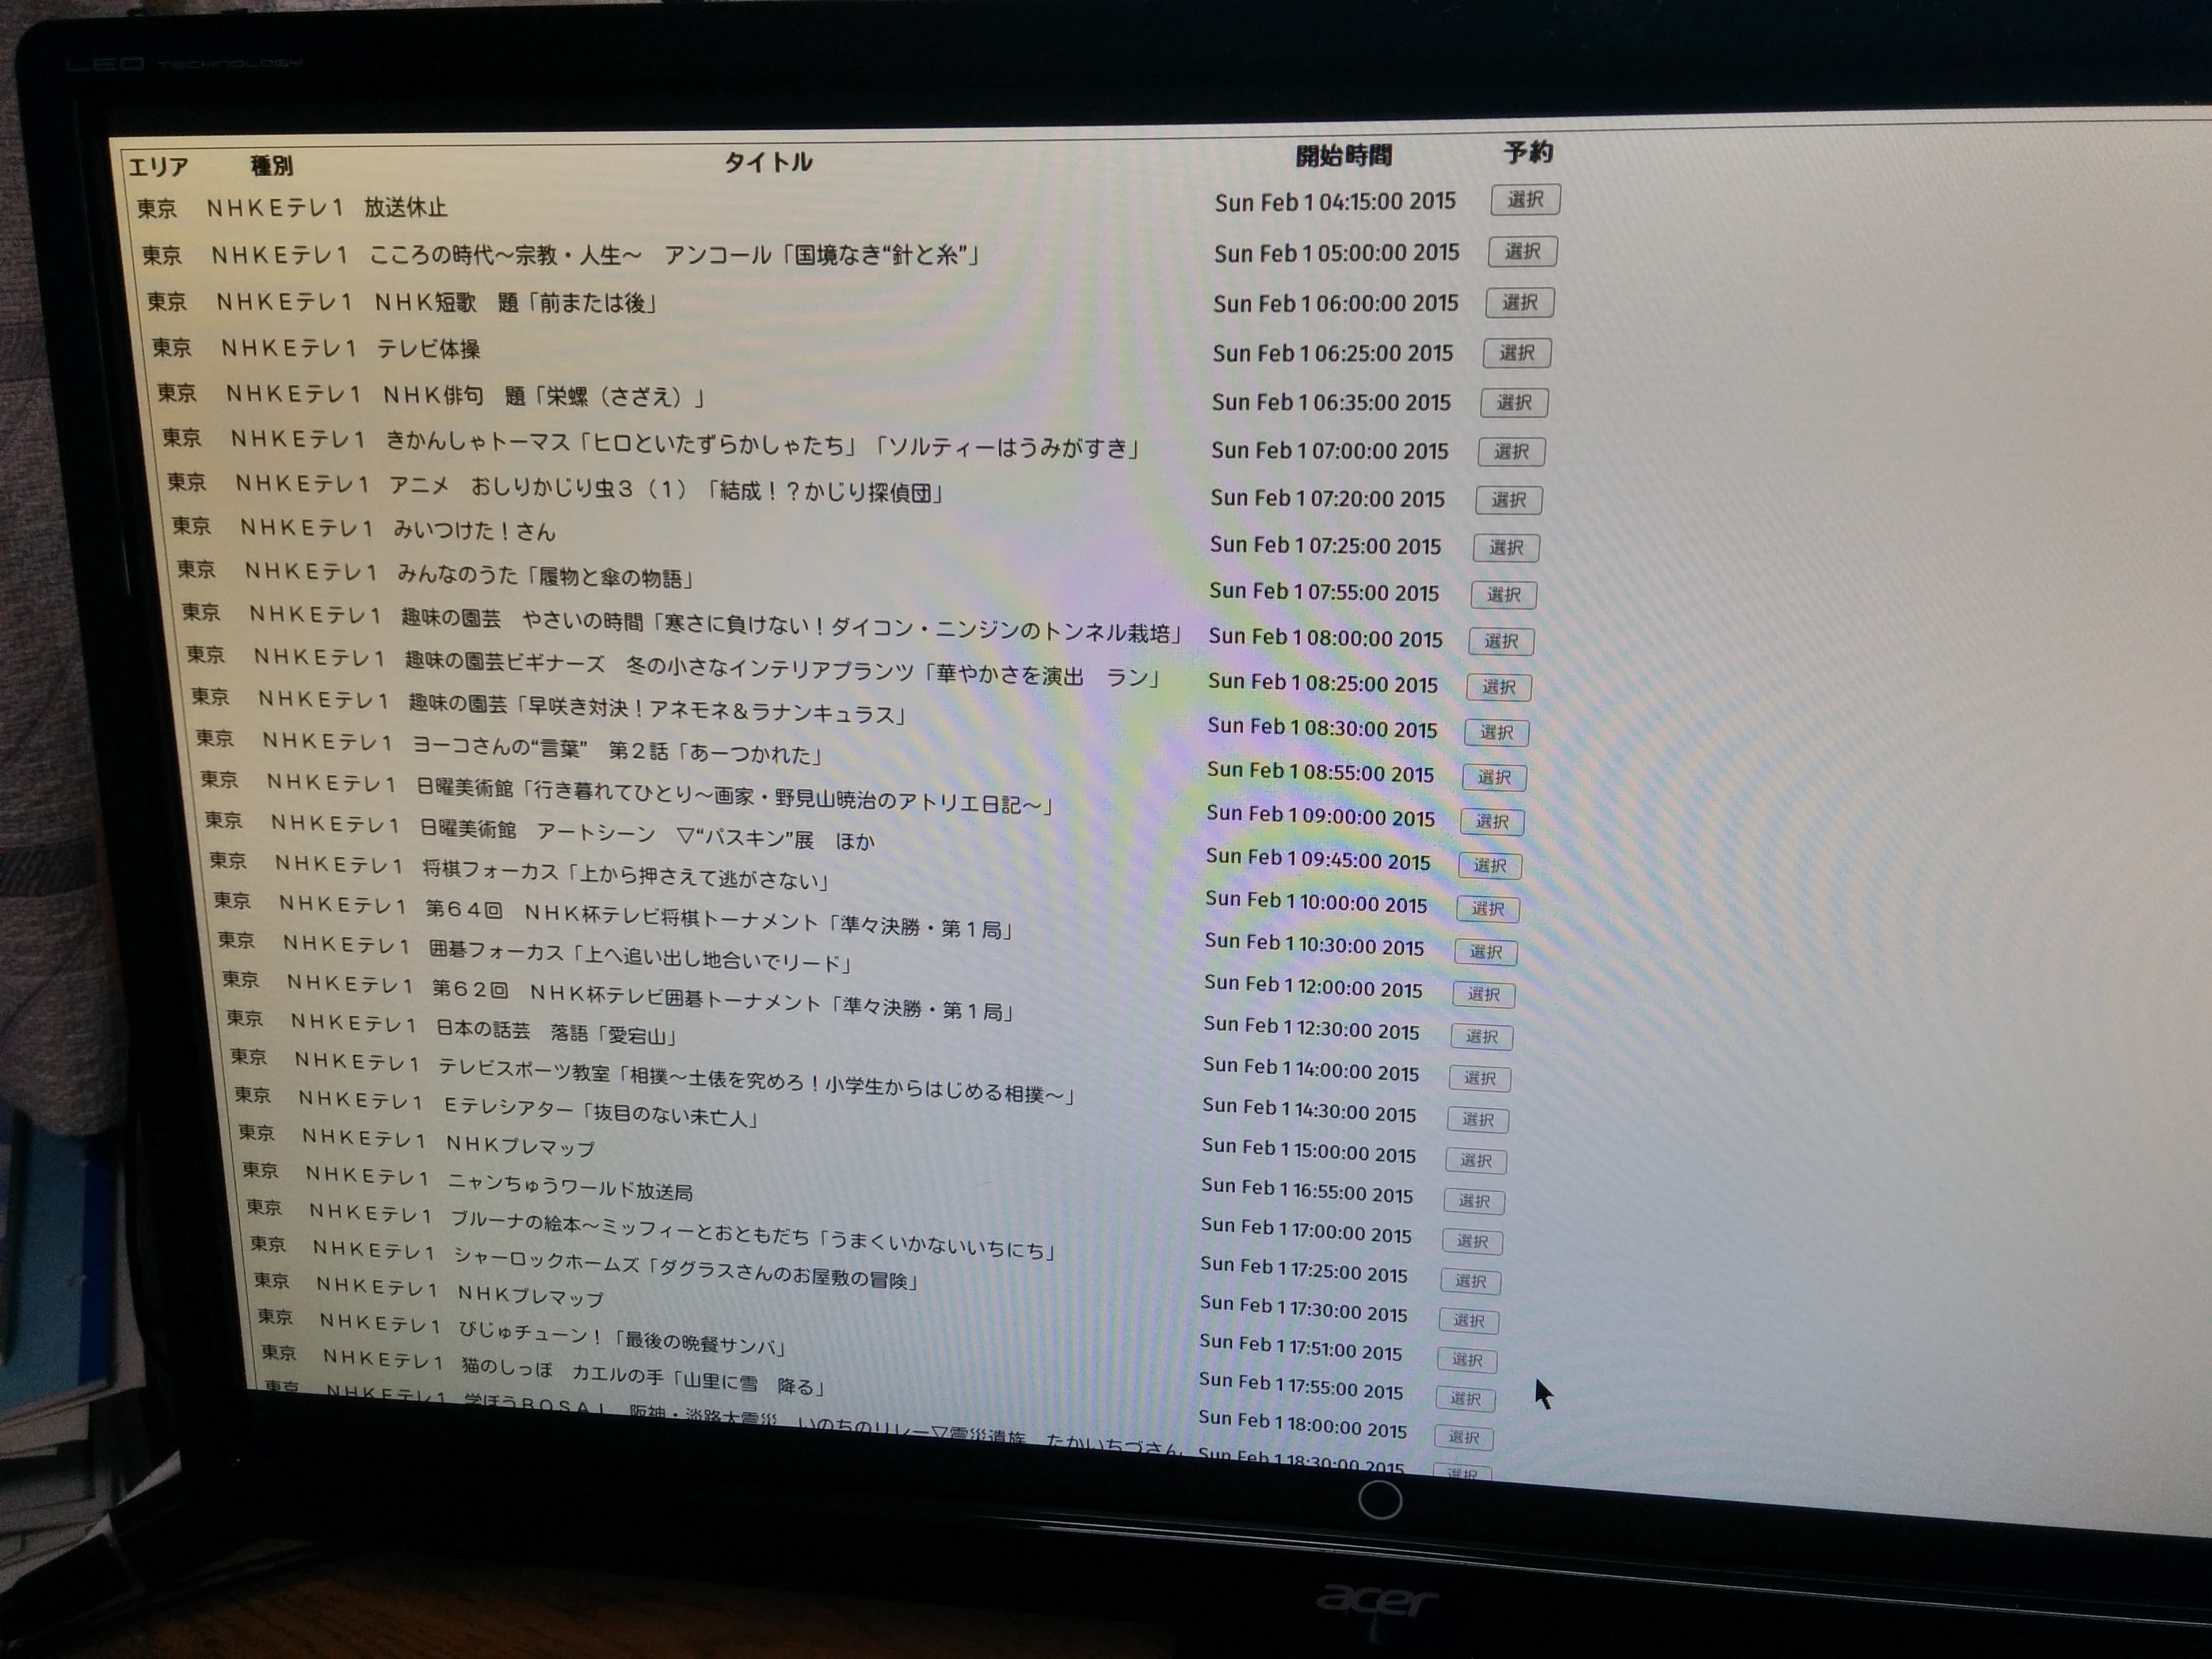 LED TECHNOLOGY
エリア 種別 タイトル 開始時間 予約
東京 ＮＨＫＥテレ１ 放送休止 Sun Feb 1 04:15:00 2015 選択
東京 ＮＨＫＥテレ１ こころの時代～宗教・人生～　アンコール「国境なき“針と糸”」 Sun Feb 1 05:00:00 2015 選択
東京 ＮＨＫＥテレ１ ＮＨＫ短歌　題「前または後」 Sun Feb 1 06:00:00 2015 選択
東京 ＮＨＫＥテレ１ テレビ体操 Sun Feb 1 06:25:00 2015 選択
東京 ＮＨＫＥテレ１ ＮＨＫ俳句　題「栄螺（さざえ）」 Sun Feb 1 06:35:00 2015 選択
東京 ＮＨＫＥテレ１ きかんしゃトーマス「ヒロといたずらかしゃたち」「ソルティーはうみがすき」 Sun Feb 1 07:00:00 2015 選択
東京 ＮＨＫＥテレ１ アニメ　おしりかじり虫３（１）「結成！？かじり探偵団」 Sun Feb 1 07:20:00 2015 選択
東京 ＮＨＫＥテレ１ みいつけた！さん Sun Feb 1 07:25:00 2015 選択
東京 ＮＨＫＥテレ１ みんなのうた「履物と傘の物語」 Sun Feb 1 07:55:00 2015 選択
東京 ＮＨＫＥテレ１ 趣味の園芸　やさいの時間「寒さに負けない！ダイコン・ニンジンのトンネル栽培」 Sun Feb 1 08:00:00 2015 選択
東京 ＮＨＫＥテレ１ 趣味の園芸ビギナーズ　冬の小さなインテリアプランツ「華やかさを演出　ラン」 Sun Feb 1 08:25:00 2015 選択
東京 ＮＨＫＥテレ１ 趣味の園芸「早咲き対決！アネモネ＆ラナンキュラス」 Sun Feb 1 08:30:00 2015 選択
東京 ＮＨＫＥテレ１ ヨーコさんの“言葉”　第２話「あーつかれた」 Sun Feb 1 08:55:00 2015 選択
東京 ＮＨＫＥテレ１ 日曜美術館「行き暮れてひとり～画家・野見山暁治のアトリエ日記～」 Sun Feb 1 09:00:00 2015 選択
東京 ＮＨＫＥテレ１ 日曜美術館　アートシーン　▽“パスキン”展　ほか Sun Feb 1 09:45:00 2015 選択
東京 ＮＨＫＥテレ１ 将棋フォーカス「上から押さえて逃がさない」 Sun Feb 1 10:00:00 2015 選択
東京 ＮＨＫＥテレ１ 第６４回　ＮＨＫ杯テレビ将棋トーナメント「準々決勝・第１局」 Sun Feb 1 10:30:00 2015 選択
東京 ＮＨＫＥテレ１ 囲碁フォーカス「上へ追い出し地合いでリード」 Sun Feb 1 12:00:00 2015 選択
東京 ＮＨＫＥテレ１ 第６２回　ＮＨＫ杯テレビ囲碁トーナメント「準々決勝・第１局」 Sun Feb 1 12:30:00 2015 選択
東京 ＮＨＫＥテレ１ 日本の話芸　落語「愛宕山」 Sun Feb 1 14:00:00 2015 選択
東京 ＮＨＫＥテレ１ テレビスポーツ教室「相撲～土俵を究めろ！小学生からはじめる相撲～」 Sun Feb 1 14:30:00 2015 選択
東京 ＮＨＫＥテレ１ Ｅテレシアター「抜目のない未亡人」 Sun Feb 1 15:00:00 2015 選択
東京 ＮＨＫＥテレ１ ＮＨＫプレマップ Sun Feb 1 16:55:00 2015 選択
東京 ＮＨＫＥテレ１ ニャンちゅうワールド放送局 Sun Feb 1 17:00:00 2015 選択
東京 ＮＨＫＥテレ１ ブルーナの絵本～ミッフィーとおともだち「うまくいかないいちにち」 Sun Feb 1 17:25:00 2015 選択
東京 ＮＨＫＥテレ１ シャーロックホームズ「ダグラスさんのお屋敷の冒険」 Sun Feb 1 17:30:00 2015 選択
東京 ＮＨＫＥテレ１ ＮＨＫプレマップ Sun Feb 1 17:51:00 2015 選択
東京 ＮＨＫＥテレ１ びじゅチューン！「最後の晩餐サンバ」 Sun Feb 1 17:55:00 2015 選択
東京 ＮＨＫＥテレ１ 猫のしっぽ　カエルの手「山里に雪　降る」 Sun Feb 1 18:00:00 2015 選択
東京 ＮＨＫＥテレ１ 学ぼうＢＯＳＡＩ　阪神・淡路大震災　いのちのリレー▽震災遺族　たかいちづさん Sun Feb 1 18:30:00 2015 選択
acer